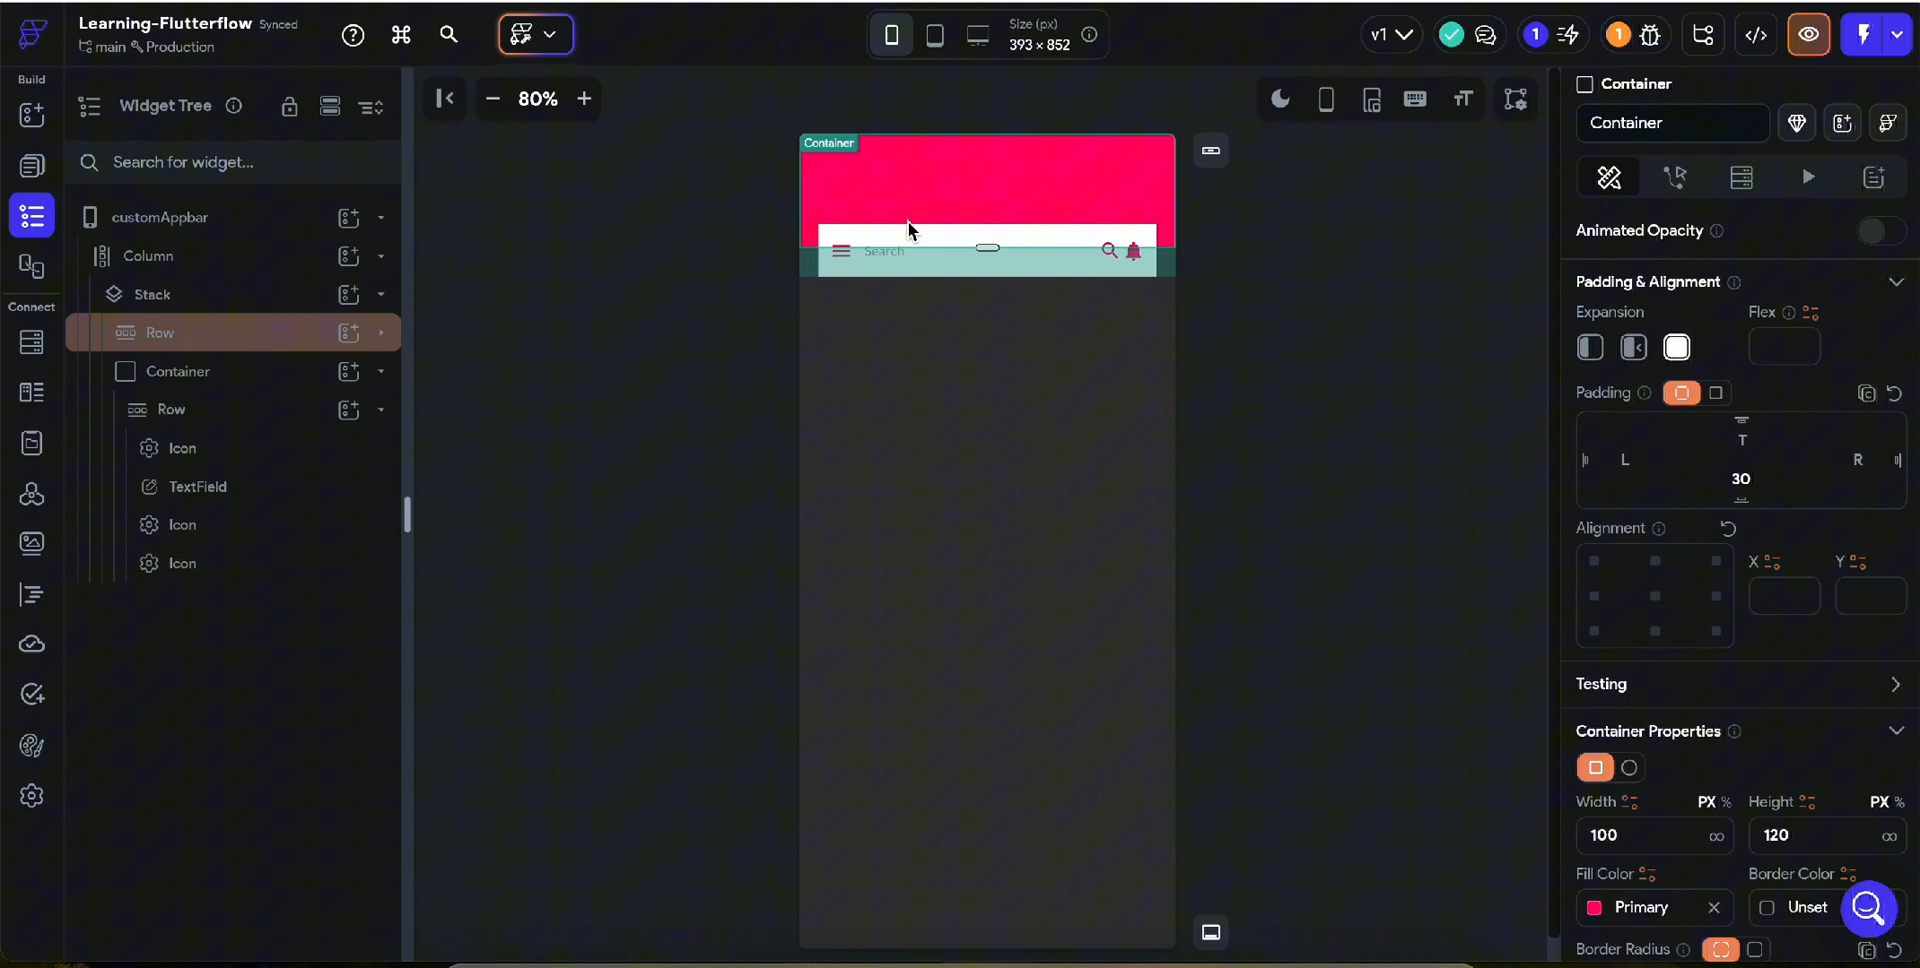 Learning-Flutterflow Synced
main Production
Size (px)
393 × 852
v1
1
1
Build
Widget Tree
80%
Container
Container
Search for widget...
Container
customAppbar
Animated Opacity
Column
Search
Padding & Alignment
Stack
Connect
Expansion
Flex
Row
Container
Padding
Row
T
L
R
30
Icon
TextField
Alignment
Icon
X
Y
Icon
Testing
Container Properties
Width PX %
Height PX %
100 ∞
120 ∞
Fill Color
Border Color
Primary
Unset
Border Radius